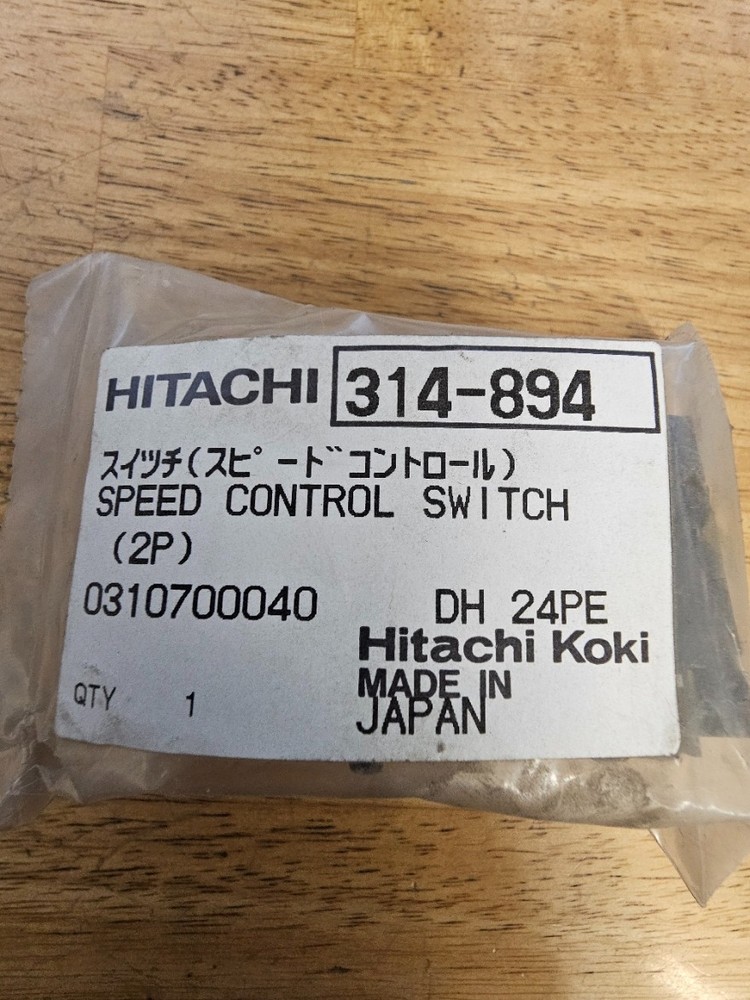 HITACHI 314-894
スイツチ(スピードコントロール)
SPEED CONTROL SWITCH
(2P)
0310700040 DH 24PE
Hitachi Koki
QTY 1 MADE IN
JAPAN